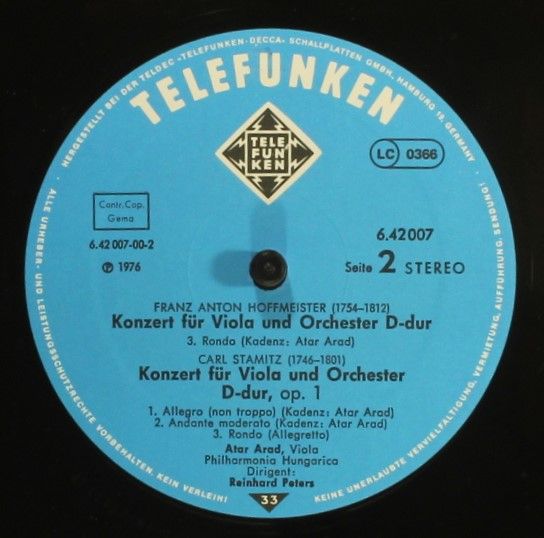 HERGESTELLT BEI DER TELDEC »TELEFUNKEN-DECCA« SCHALLPLATTEN GMBH, HAMBURG 19, GERMANY
TELEFUNKEN
TELE
FUN
KEN
LC 0366
Contr. Cop.
Gema
6.42 007-00-2
℗ 1976
6.42 007
Seite 2 STEREO
FRANZ ANTON HOFFMEISTER (1754–1812)
Konzert für Viola und Orchester D-dur
3. Rondo (Kadenz: Atar Arad)
CARL STAMITZ (1746–1801)
Konzert für Viola und Orchester
D-dur, op. 1
1. Allegro (non troppo) (Kadenz: Atar Arad)
2. Andante moderato (Kadenz: Atar Arad)
3. Rondo (Allegretto)
Atar Arad, Viola
Philharmonia Hungarica
Dirigent:
Reinhard Peters
33
ALLE URHEBER- UND LEISTUNGSSCHUTZRECHTE VORBEHALTEN KEIN VERLEIH!
KEINE UNERLAUBTE VERVIELFÄLTIGUNG, VERMIETUNG, AUFFÜHRUNG, SENDUNG!